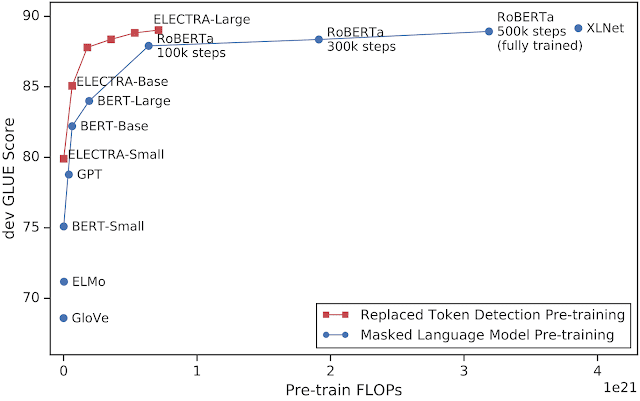 90
85
80
75
70
dev GLUE Score
ELECTRA-Large
RoBERTa
100k steps
RoBERTa
300k steps
RoBERTa
500k steps
(fully trained)
XLNet
ELECTRA-Base
BERT-Large
BERT-Base
ELECTRA-Small
GPT
BERT-Small
ELMo
GloVe
Replaced Token Detection Pre-training
Masked Language Model Pre-training
0 1 2 3 4
1e21
Pre-train FLOPs